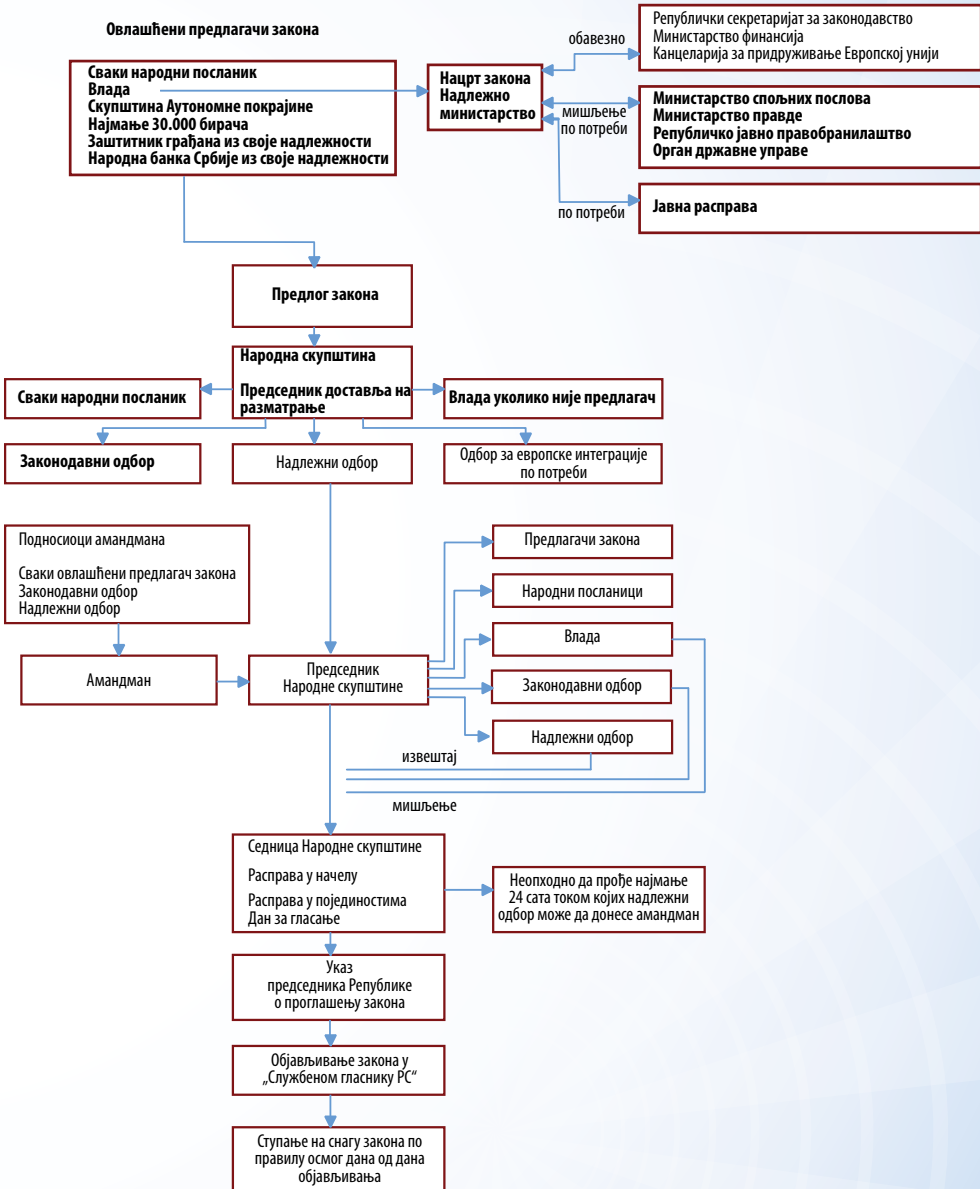 Овлашћени предлагачи закона
Сваки народни посланик
Влада
Скупштина Аутономне покрајине
Најмање 30.000 бирача
Заштитник грађана из своје надлежности
Народна банка Србије из своје надлежности
Нацрт закона
Надлежно
министарство
обавезно
Републички секретаријат за законодавство
Министарство финансија
Канцеларија за придруживање Европској унији
мишљење
по потреби
Министарство спољних послова
Министарство правде
Републичко јавно правобранилаштво
Орган државне управе
по потреби
Јавна расправа
Предлог закона
Народна скупштина
Председник доставља на
разматрање
Сваки народни посланик
Влада уколико није предлагач
Законодавни одбор
Надлежни одбор
Одбор за европске интеграције
по потреби
Подносиоци амандмана
Сваки овлашћени предлагач закона
Законодавни одбор
Надлежни одбор
Амандман
Председник
Народне скупштине
Предлагачи закона
Народни посланици
Влада
Законодавни одбор
Надлежни одбор
извештај
мишљење
Седница Народне скупштине
Расправа у начелу
Расправа у појединостима
Дан за гласање
Неопходно да прође најмање
24 сата током којих надлежни
одбор може да донесе амандман
Указ
председника Републике
о проглашењу закона
Објављивање закона у
„Службеном гласнику РС“
Ступање на снагу закона по
правилу осмог дана од дана
објављивања